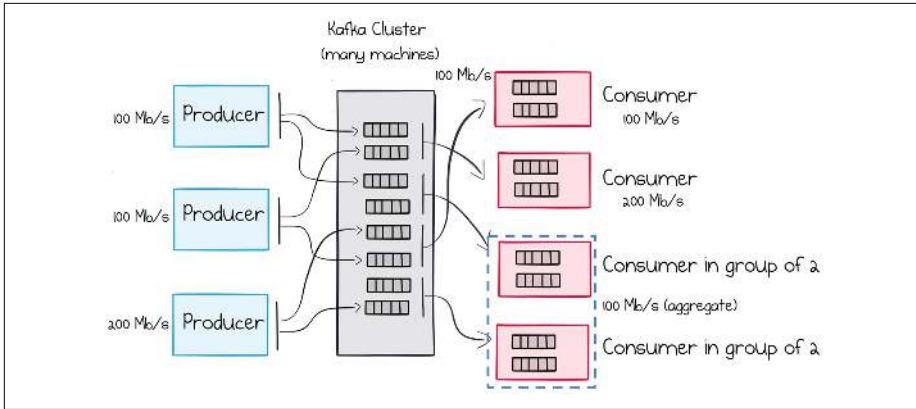 Kafka Cluster
(many machines)
100 Mb/s
Producer
100 Mb/s
Producer
200 Mb/s
Producer
100 Mb/s
Consumer
100 Mb/s
Consumer
200 Mb/s
Consumer in group of 2
100 Mb/s (aggregate)
Consumer in group of 2